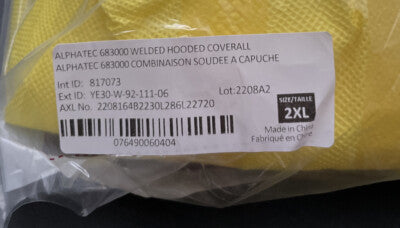 ALPHATEC 683000 WELDED HOODED COVERALL
ALPHATEC 683000 COMBINAISON SOUDEE A CAPUCHE
Int ID: 817073
Ext ID: YE30-W-92-111-06
Lot:2208A2
AXL No. 2208164B2230L286L22720
SIZE/TAILLE
2XL
Made in China
Fabriqué en Chine
076490060404